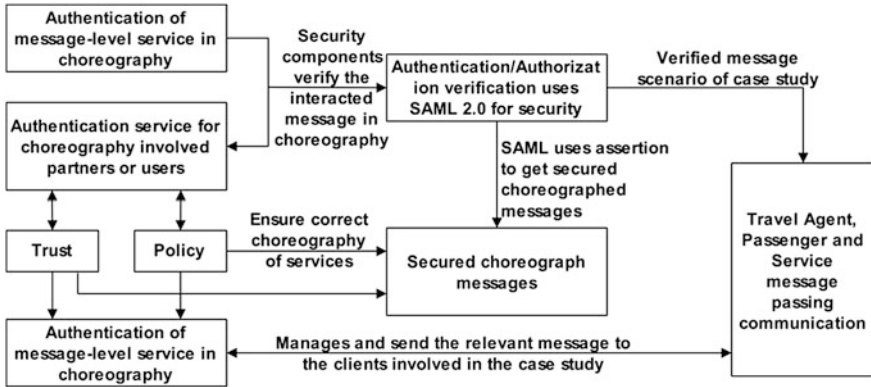 Authentication of
message-level service in
choreography
Security
components
verify the
interacted
message in
choreography
Authentication/Authorizat
ion verification uses
SAML 2.0 for security
Verified message
scenario of case study
Authentication service for
choreography involved
partners or users
SAML uses assertion
to get secured
choreographed
messages
Trust
Policy
Ensure correct
choreography
of services
Secured choreograph
messages
Travel Agent,
Passenger and
Service
message
passing
communication
Authentication of
message-level service in
choreography
Manages and send the relevant message to
the clients involved in the case study